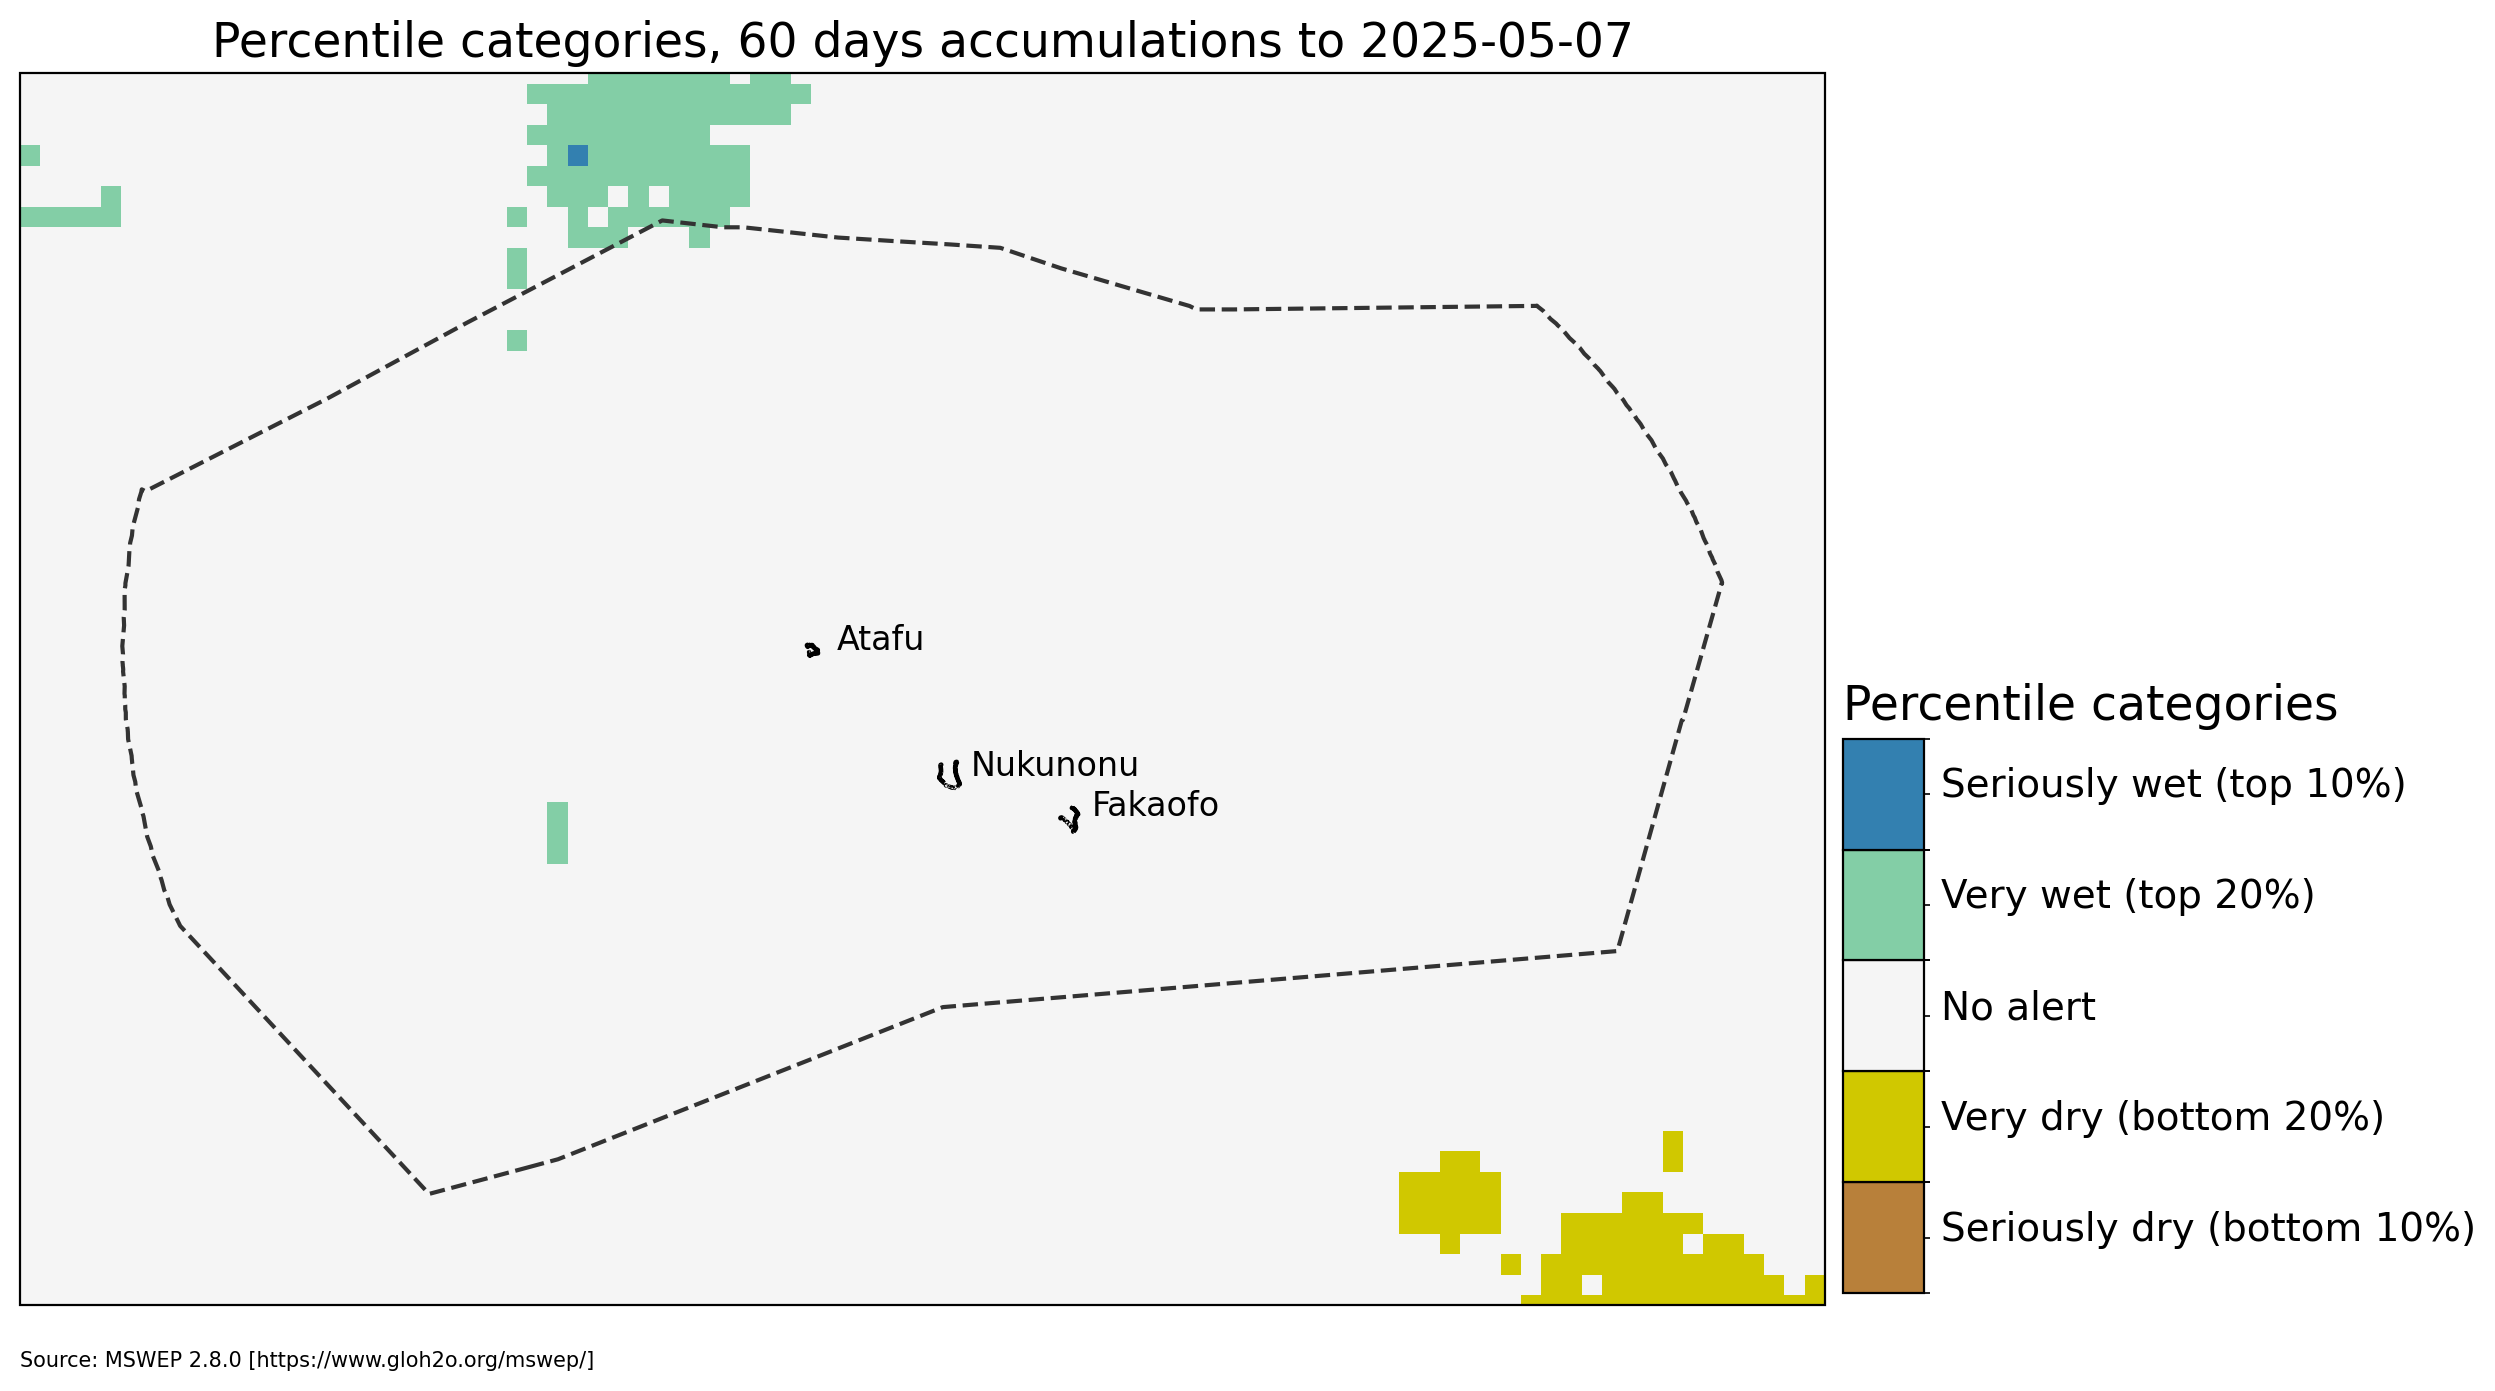 Percentile categories, 60 days accumulations to 2025-05-07
Atafu
Nukunonu
Fakaofo
Percentile categories
Seriously wet (top 10%)
Very wet (top 20%)
No alert
Very dry (bottom 20%)
Seriously dry (bottom 10%)
Source: MSWEP 2.8.0 [https://www.gloh2o.org/mswep/]